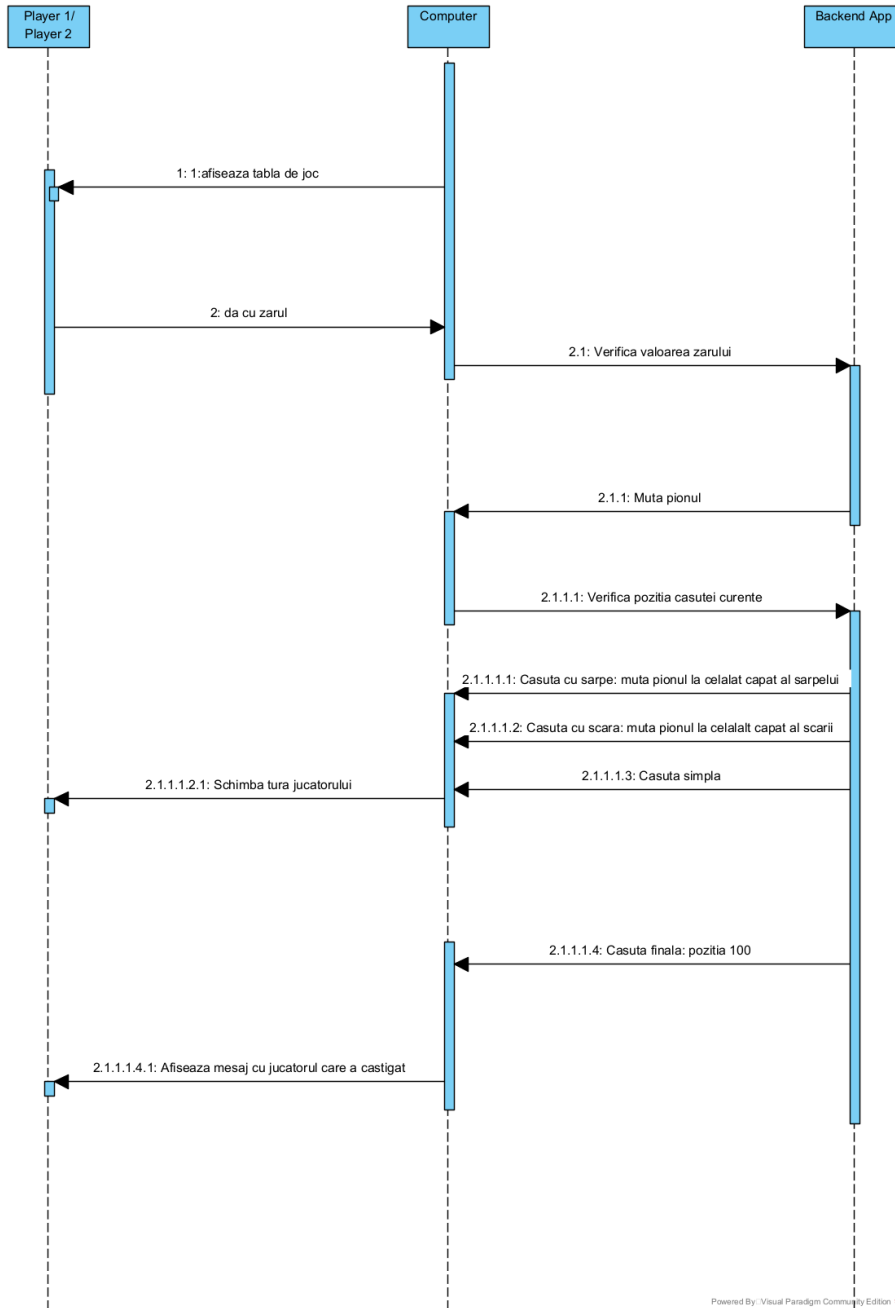 Player 1/
Player 2
Computer
Backend App
1: 1:afiseaza tabla de joc
2: da cu zarul
2.1: Verifica valoarea zarului
2.1.1: Muta pionul
2.1.1.1: Verifica pozitia casutei curente
2.1.1.1.1: Casuta cu sarpe: muta pionul la celalat capat al sarpelui
2.1.1.1.2: Casuta cu scara: muta pionul la celalalt capat al scarii
2.1.1.1.3: Casuta simpla
2.1.1.1.2.1: Schimba tura jucatorului
2.1.1.1.4: Casuta finala: pozitia 100
2.1.1.1.4.1: Afiseaza mesaj cu jucatorul care a castigat
Powered By Visual Paradigm Community Edition